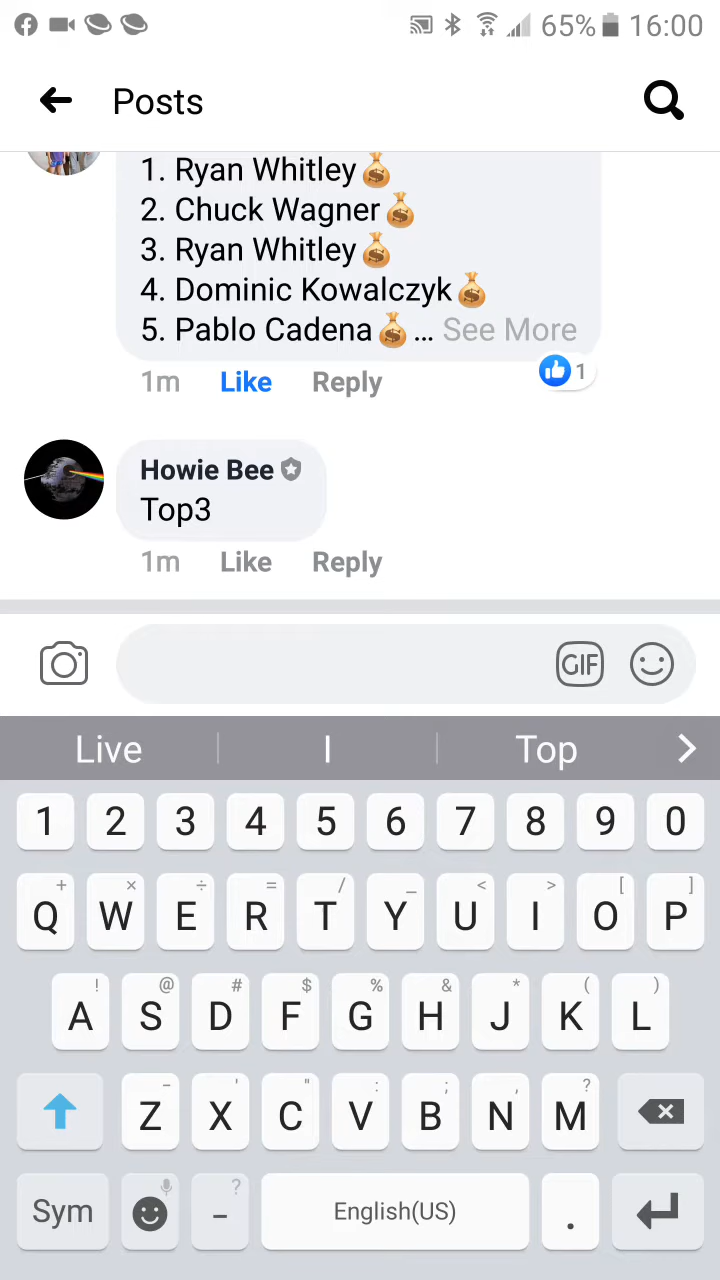 65% 16:00
Posts
1. Ryan Whitley
2. Chuck Wagner
3. Ryan Whitley
4. Dominic Kowalczyk
5. Pablo Cadena ... See More
1m Like Reply 1
Howie Bee
Top3
1m Like Reply
GIF
Live I Top
1 2 3 4 5 6 7 8 9 0
+ × ÷ = / _ < > [ ]
Q W E R T Y U I O P
! @ # $ % & * ( )
A S D F G H J K L
- ' " : ; , ?
Z X C V B N M
Sym ? - English(US) .